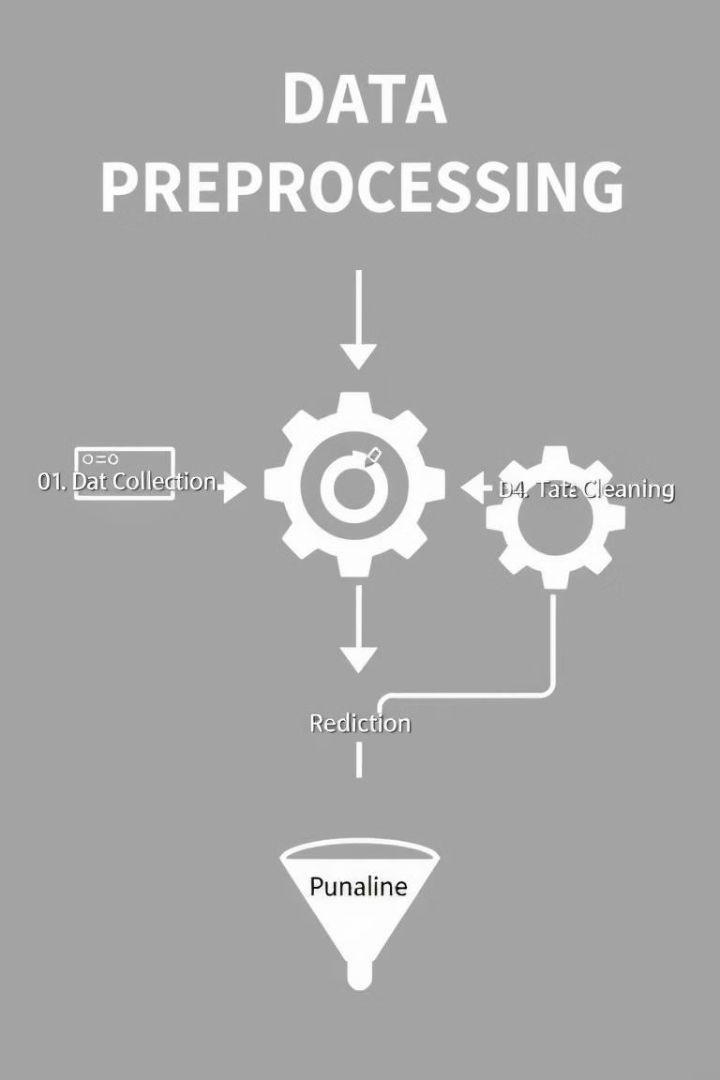 DATA
PREPROCESSING
01. Dat Collection
D4. Tate Cleaning
Rediction
Punaline